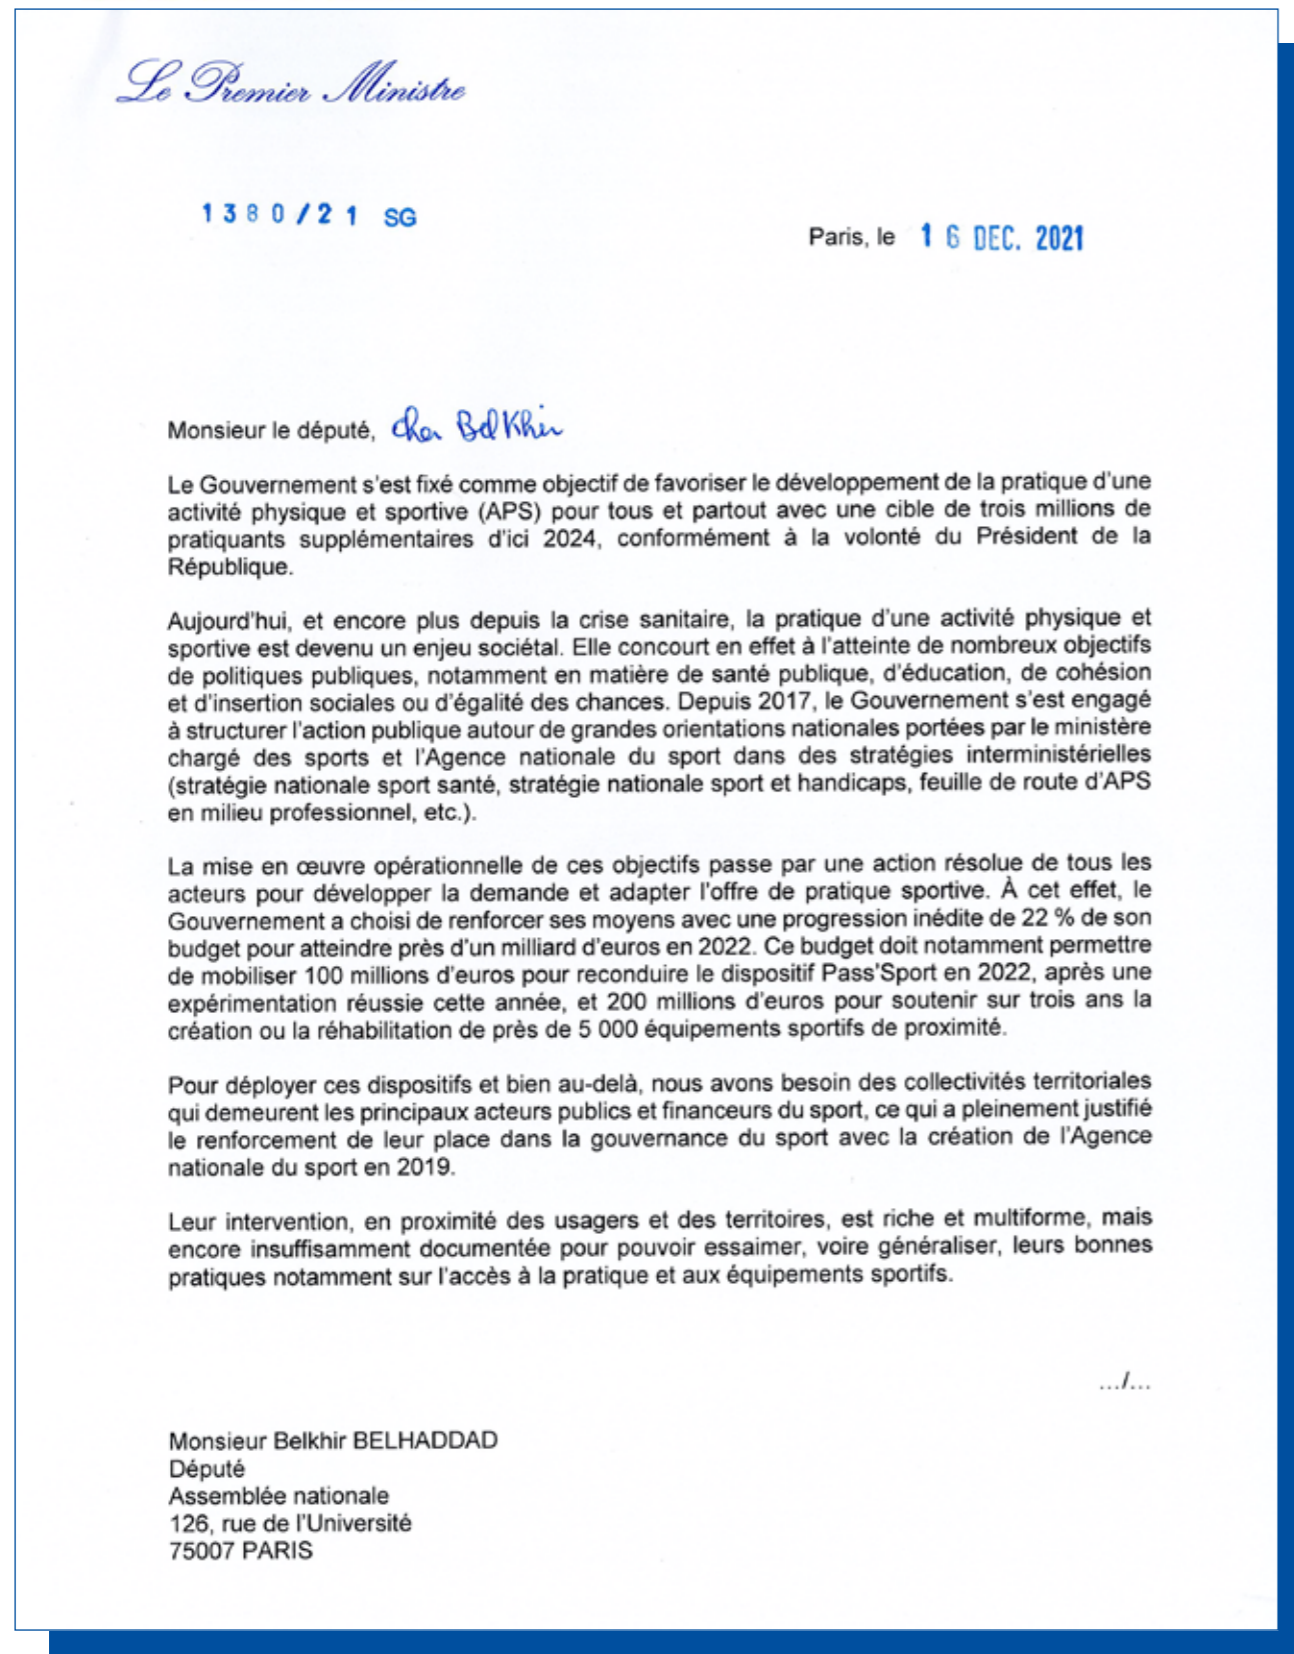 Le Premier Ministre
1380/21 SG
Paris, le 16 DEC. 2021
Monsieur le député, cher Belkhir
Le Gouvernement s'est fixé comme objectif de favoriser le développement de la pratique d'une
activité physique et sportive (APS) pour tous et partout avec une cible de trois millions de
pratiquants supplémentaires d'ici 2024, conformément à la volonté du Président de la
République.
Aujourd'hui, et encore plus depuis la crise sanitaire, la pratique d'une activité physique et
sportive est devenu un enjeu sociétal. Elle concourt en effet à l'atteinte de nombreux objectifs
de politiques publiques, notamment en matière de santé publique, d'éducation, de cohésion
et d'insertion sociales ou d'égalité des chances. Depuis 2017, le Gouvernement s'est engagé
à structurer l'action publique autour de grandes orientations nationales portées par le ministère
chargé des sports et l'Agence nationale du sport dans des stratégies interministérielles
(stratégie nationale sport santé, stratégie nationale sport et handicaps, feuille de route d'APS
en milieu professionnel, etc.).
La mise en œuvre opérationnelle de ces objectifs passe par une action résolue de tous les
acteurs pour développer la demande et adapter l'offre de pratique sportive. À cet effet, le
Gouvernement a choisi de renforcer ses moyens avec une progression inédite de 22 % de son
budget pour atteindre près d'un milliard d'euros en 2022. Ce budget doit notamment permettre
de mobiliser 100 millions d'euros pour reconduire le dispositif Pass'Sport en 2022, après une
expérimentation réussie cette année, et 200 millions d'euros pour soutenir sur trois ans la
création ou la réhabilitation de près de 5 000 équipements sportifs de proximité.
Pour déployer ces dispositifs et bien au-delà, nous avons besoin des collectivités territoriales
qui demeurent les principaux acteurs publics et financeurs du sport, ce qui a pleinement justifié
le renforcement de leur place dans la gouvernance du sport avec la création de l'Agence
nationale du sport en 2019.
Leur intervention, en proximité des usagers et des territoires, est riche et multiforme, mais
encore insuffisamment documentée pour pouvoir essaimer, voire généraliser, leurs bonnes
pratiques notamment sur l'accès à la pratique et aux équipements sportifs.
.../...
Monsieur Belkhir BELHADDAD
Député
Assemblée nationale
126, rue de l'Université
75007 PARIS